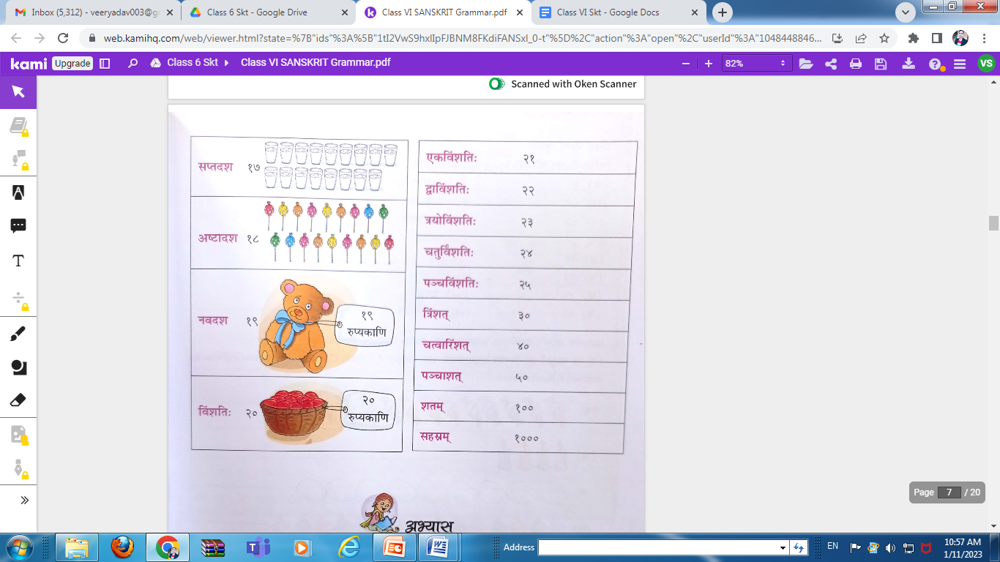 Inbox (5,312) - veeryadav003@gr
Class 6 Skt - Google Drive
Class VI SANSKRIT Grammar.pdf
Class VI Skt - Google Docs
web.kamihq.com/web/viewer.html?state=%7B"ids"%3A%5B"1tI2VwS9hxlIpFJBNM8FKdiFANSxl_0-t"%5D%2C"action"%3A"open"%2C"userId"%3A"1048448846...
kami Upgrade Class 6 Skt Class VI SANSKRIT Grammar.pdf 82% VS
Scanned with Oken Scanner
सप्तदश १७
अष्टादश १८
नवदश १९
१९
रुप्यकाणि
विंशतिः २०
२०
रुप्यकाणि
एकविंशतिः २१
द्वाविंशतिः २२
त्रयोविंशतिः २३
चतुर्विंशतिः २४
पञ्चविंशतिः २५
त्रिंशत् ३०
चत्वारिंशत् ४०
पञ्चाशत् ५०
शतम् १००
सहस्रम् १०००
अभ्यास
Page 7 / 20
Address
EN
10:57 AM
1/11/2023